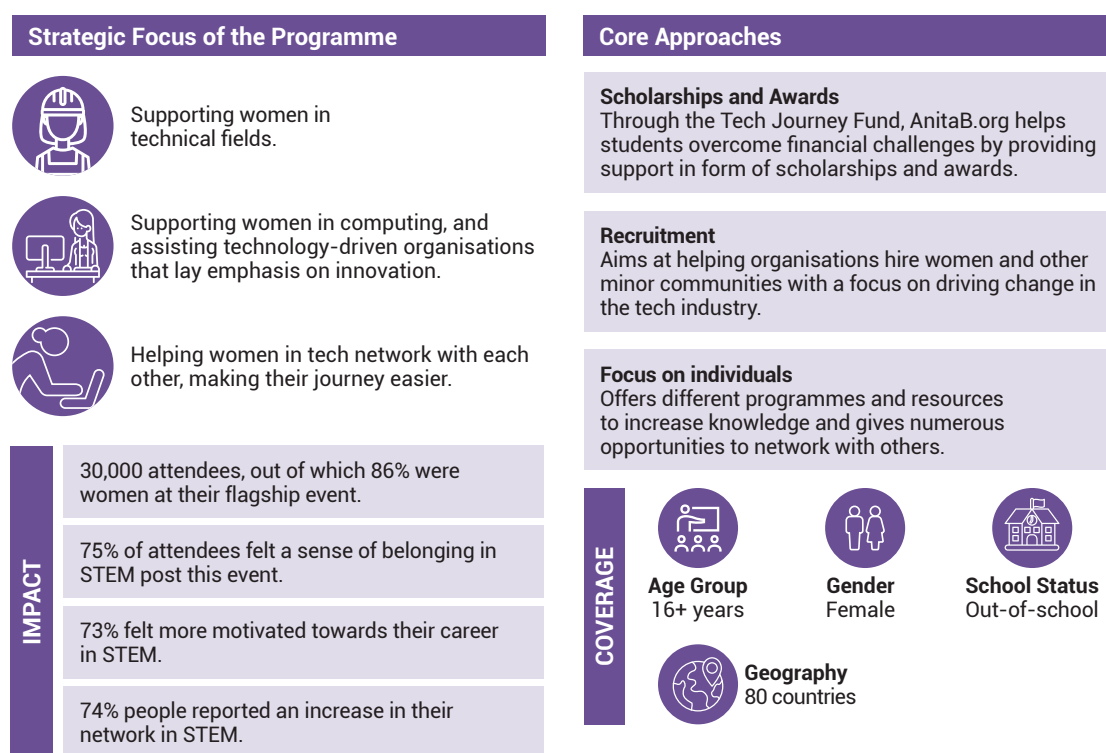 Strategic Focus of the Programme
Supporting women in
technical fields.
Supporting women in computing, and
assisting technology-driven organisations
that lay emphasis on innovation.
Helping women in tech network with each
other, making their journey easier.
IMPACT
30,000 attendees, out of which 86% were
women at their flagship event.
75% of attendees felt a sense of belonging in
STEM post this event.
73% felt more motivated towards their career
in STEM.
74% people reported an increase in their
network in STEM.
Core Approaches
Scholarships and Awards
Through the Tech Journey Fund, AnitaB.org helps
students overcome financial challenges by providing
support in form of scholarships and awards.
Recruitment
Aims at helping organisations hire women and other
minor communities with a focus on driving change in
the tech industry.
Focus on individuals
Offers different programmes and resources
to increase knowledge and gives numerous
opportunities to network with others.
COVERAGE
Age Group
16+ years
Gender
Female
School Status
Out-of-school
Geography
80 countries